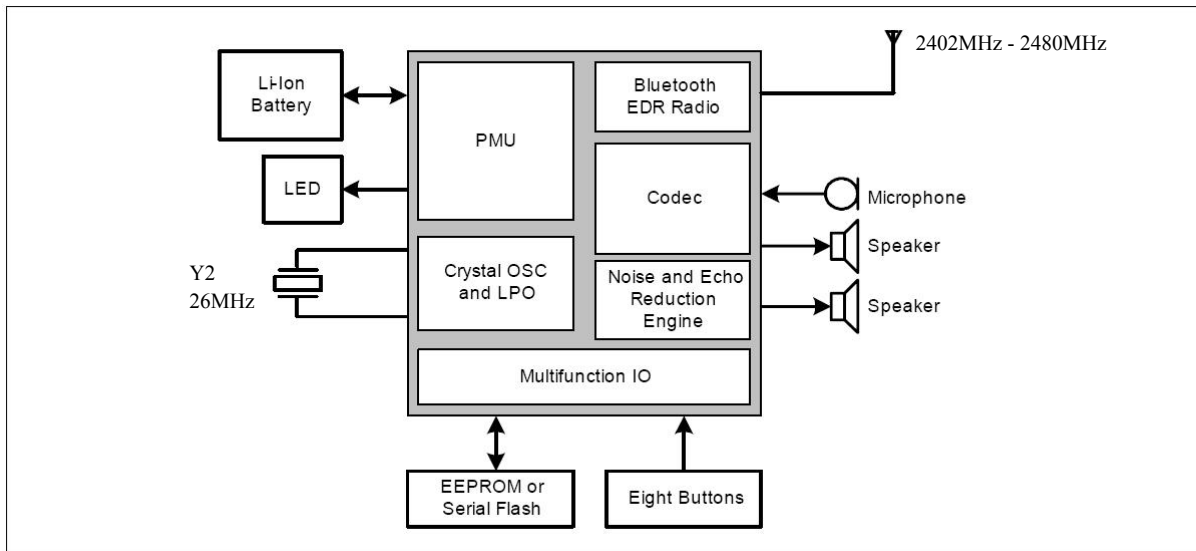 2402MHz - 2480MHz
Li-Ion
Battery
PMU
Bluetooth
EDR Radio
LED
Codec
Microphone
Speaker
Y2
26MHz
Crystal OSC
and LPO
Noise and Echo
Reduction
Engine
Speaker
Multifunction IO
EEPROM or
Serial Flash
Eight Buttons